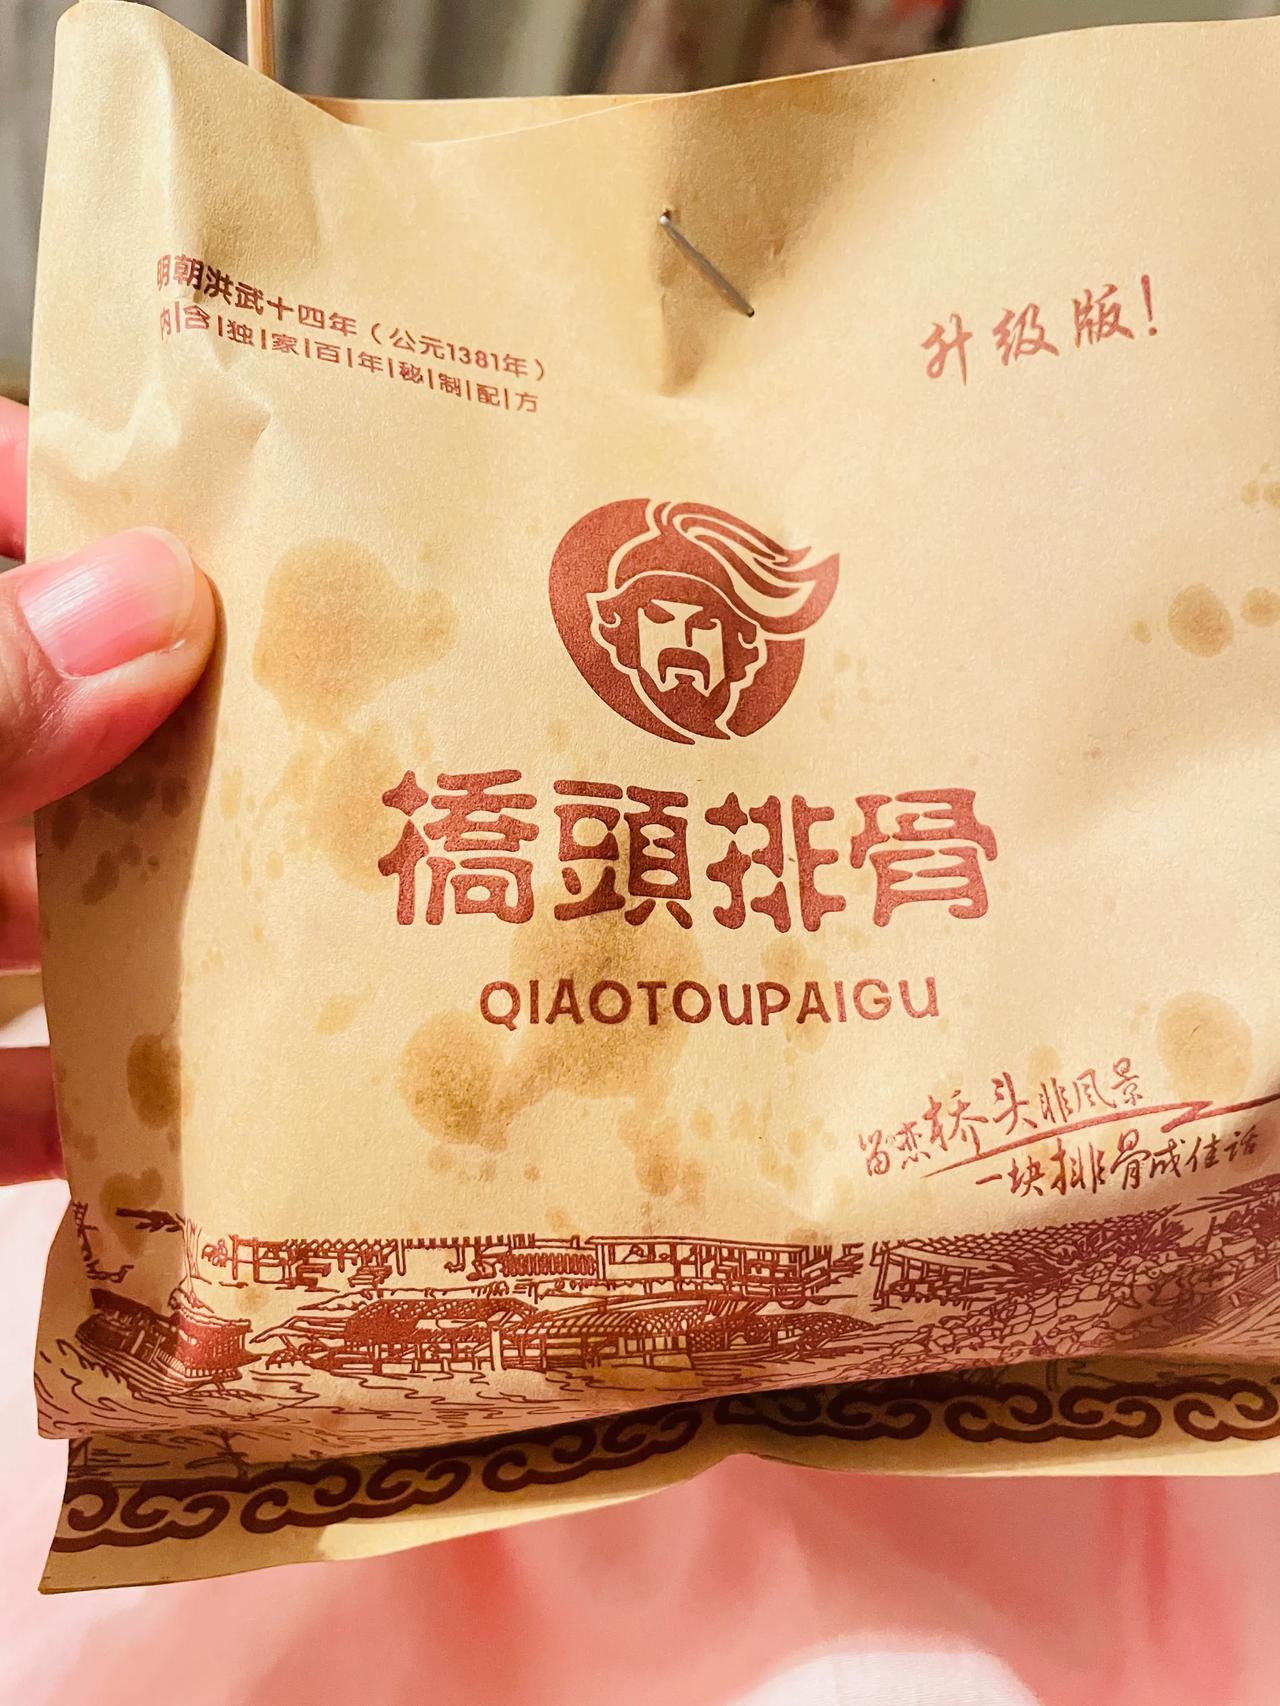 明朝洪武十四年（公元1381年）
内|含|独|家|百|年|秘|制|配|方
升级版！
橋頭排骨
QIAOTOUPAIGU
留恋桥头非风景
一块排骨成佳话